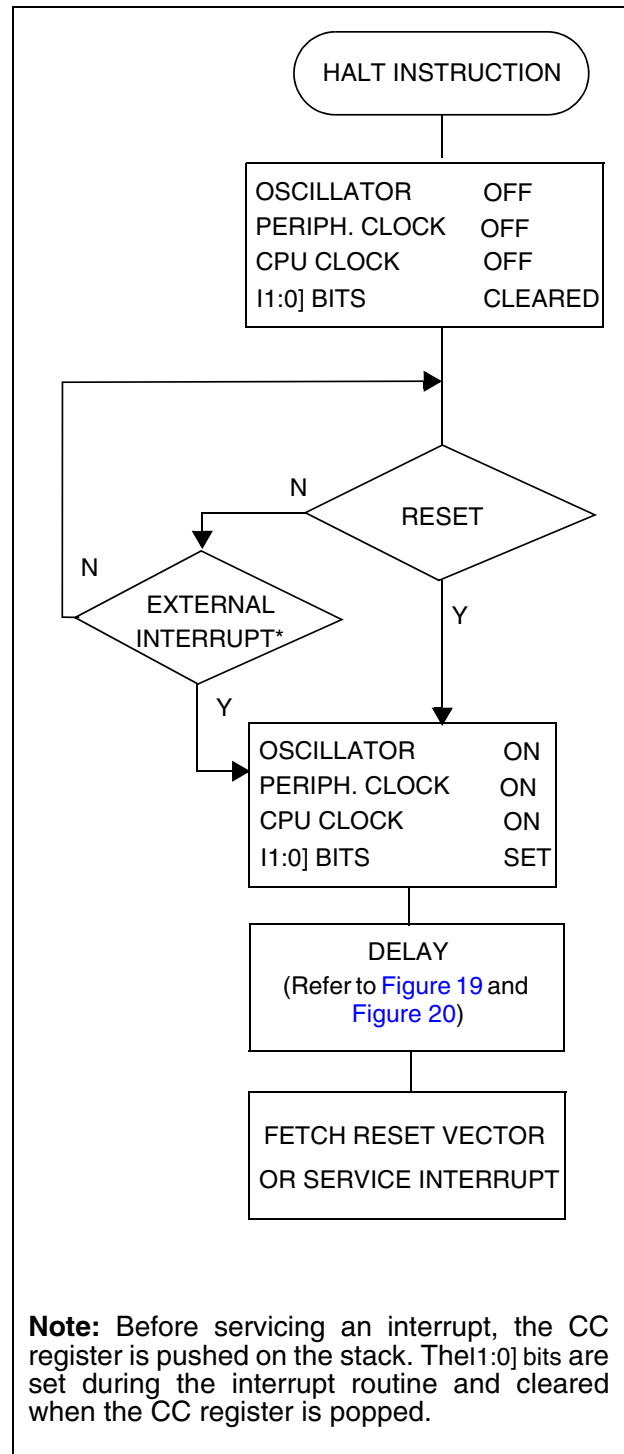 HALT INSTRUCTION
OSCILLATOR OFF
PERIPH. CLOCK OFF
CPU CLOCK OFF
I1:0] BITS CLEARED
N
RESET
N
EXTERNAL
INTERRUPT*
Y
Y
OSCILLATOR ON
PERIPH. CLOCK ON
CPU CLOCK ON
I1:0] BITS SET
DELAY
(Refer to Figure 19 and
Figure 20)
FETCH RESET VECTOR
OR SERVICE INTERRUPT
Note: Before servicing an interrupt, the CC
register is pushed on the stack. TheI1:0] bits are
set during the interrupt routine and cleared
when the CC register is popped.